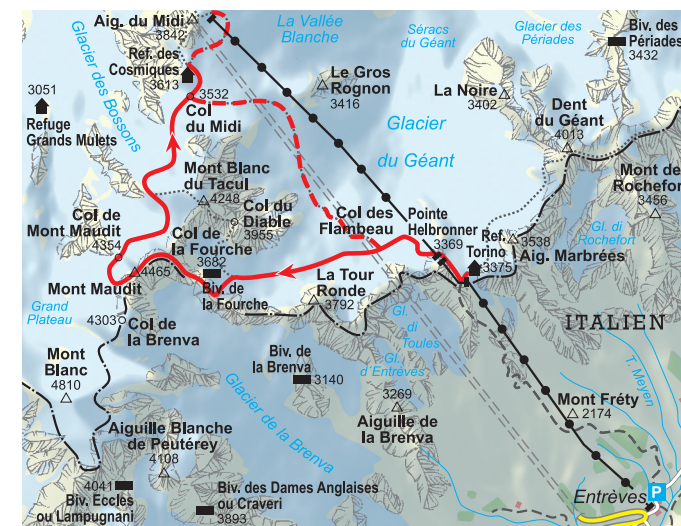 Aig. du Midi
3842
La Vallée
Blanche
Séracs
du Géant
Glacier des
Périades
Biv. des
Périades
3432
Glacier des Bossons
Ref. des
Cosmiques
3613
3532
Col
du Midi
Le Gros
Rognon
3416
La Noire
3402
Dent
du Géant
4013
3051
Refuge
Grands Mulets
Glacier
du Géant
Mont de
Rochefor
3456
Mont Blanc
du Tacul
4248
Col du
Diable
3955
Col des
Flambeau
Pointe
Helbronner
3369
Ref.
Torino
3375
3538
Aig. Marbrées
Gl. di
Rochefort
Col de
Mont Maudit
4354
Col de
la Fourche
3682
Biv. de
la Fourche
4465
Mont Maudit
La Tour
Ronde
3792
Grand
Plateau
4303
Col de
la Brenva
Gl.
di
Toules
Gl.
d'Entrèves
ITALIEN
T. Meyen
Mont
Blanc
4810
Biv. de
la Brenva
3140
Glacier de la Brenva
3269
Aiguille de
la Brenva
Mont Fréty
2174
Aiguille Blanche
de Peutérey
4108
4041
Biv. Eccles
ou Lampugnani
Biv. des Dames Anglaises
ou Craveri
3893
Entrèves
P